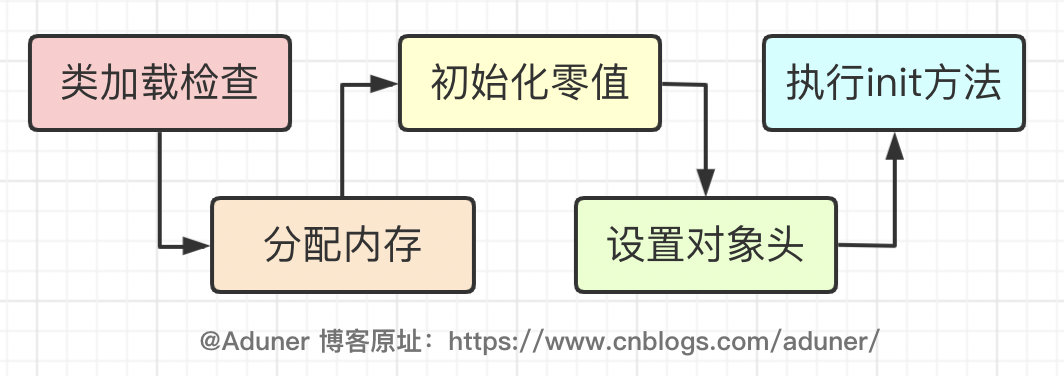 类加载检查
分配内存
初始化零值
设置对象头
执行init方法
@Aduner 博客原址：https://www.cnblogs.com/aduner/